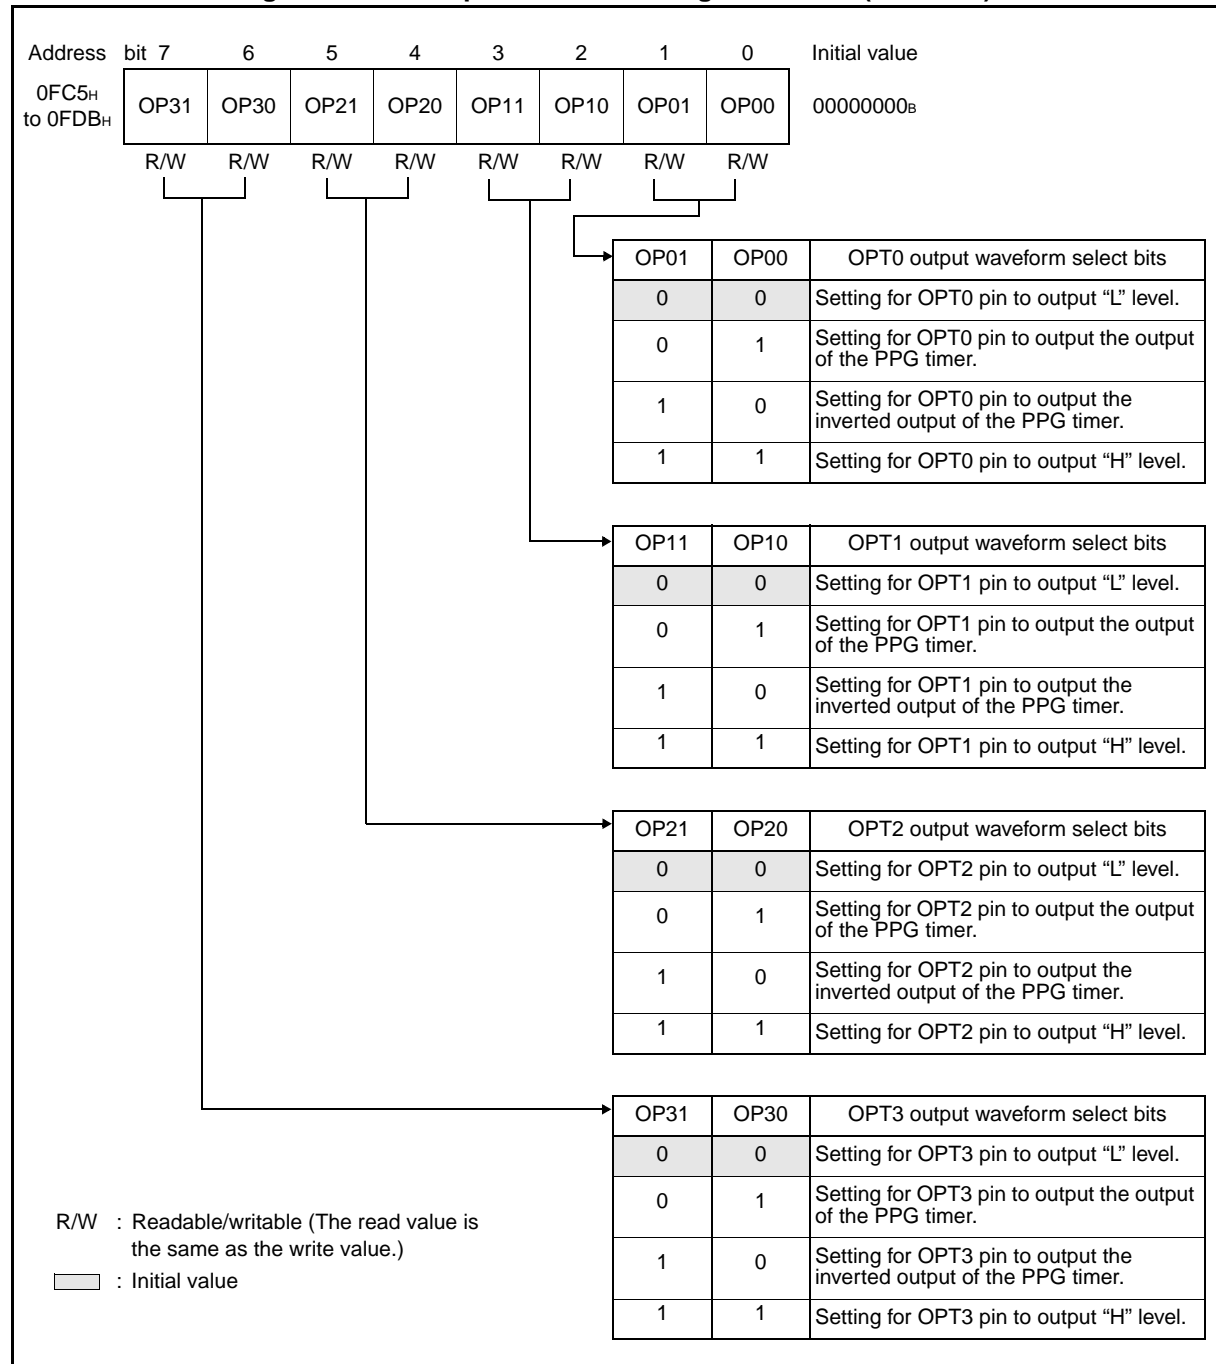 Address bit 7 6 5 4 3 2 1 0 Initial value
0FC5H
to 0FDBH
OP31 OP30 OP21 OP20 OP11 OP10 OP01 OP00 00000000B
R/W R/W R/W R/W R/W R/W R/W R/W
OP01 OP00 OPT0 output waveform select bits
0 0 Setting for OPT0 pin to output “L” level.
0 1 Setting for OPT0 pin to output the output
of the PPG timer.
1 0 Setting for OPT0 pin to output the
inverted output of the PPG timer.
1 1 Setting for OPT0 pin to output “H” level.
OP11 OP10 OPT1 output waveform select bits
0 0 Setting for OPT1 pin to output “L” level.
0 1 Setting for OPT1 pin to output the output
of the PPG timer.
1 0 Setting for OPT1 pin to output the
inverted output of the PPG timer.
1 1 Setting for OPT1 pin to output “H” level.
OP21 OP20 OPT2 output waveform select bits
0 0 Setting for OPT2 pin to output “L” level.
0 1 Setting for OPT2 pin to output the output
of the PPG timer.
1 0 Setting for OPT2 pin to output the
inverted output of the PPG timer.
1 1 Setting for OPT2 pin to output “H” level.
OP31 OP30 OPT3 output waveform select bits
0 0 Setting for OPT3 pin to output “L” level.
0 1 Setting for OPT3 pin to output the output
of the PPG timer.
1 0 Setting for OPT3 pin to output the
inverted output of the PPG timer.
1 1 Setting for OPT3 pin to output “H” level.
R/W : Readable/writable (The read value is
the same as the write value.)
: Initial value